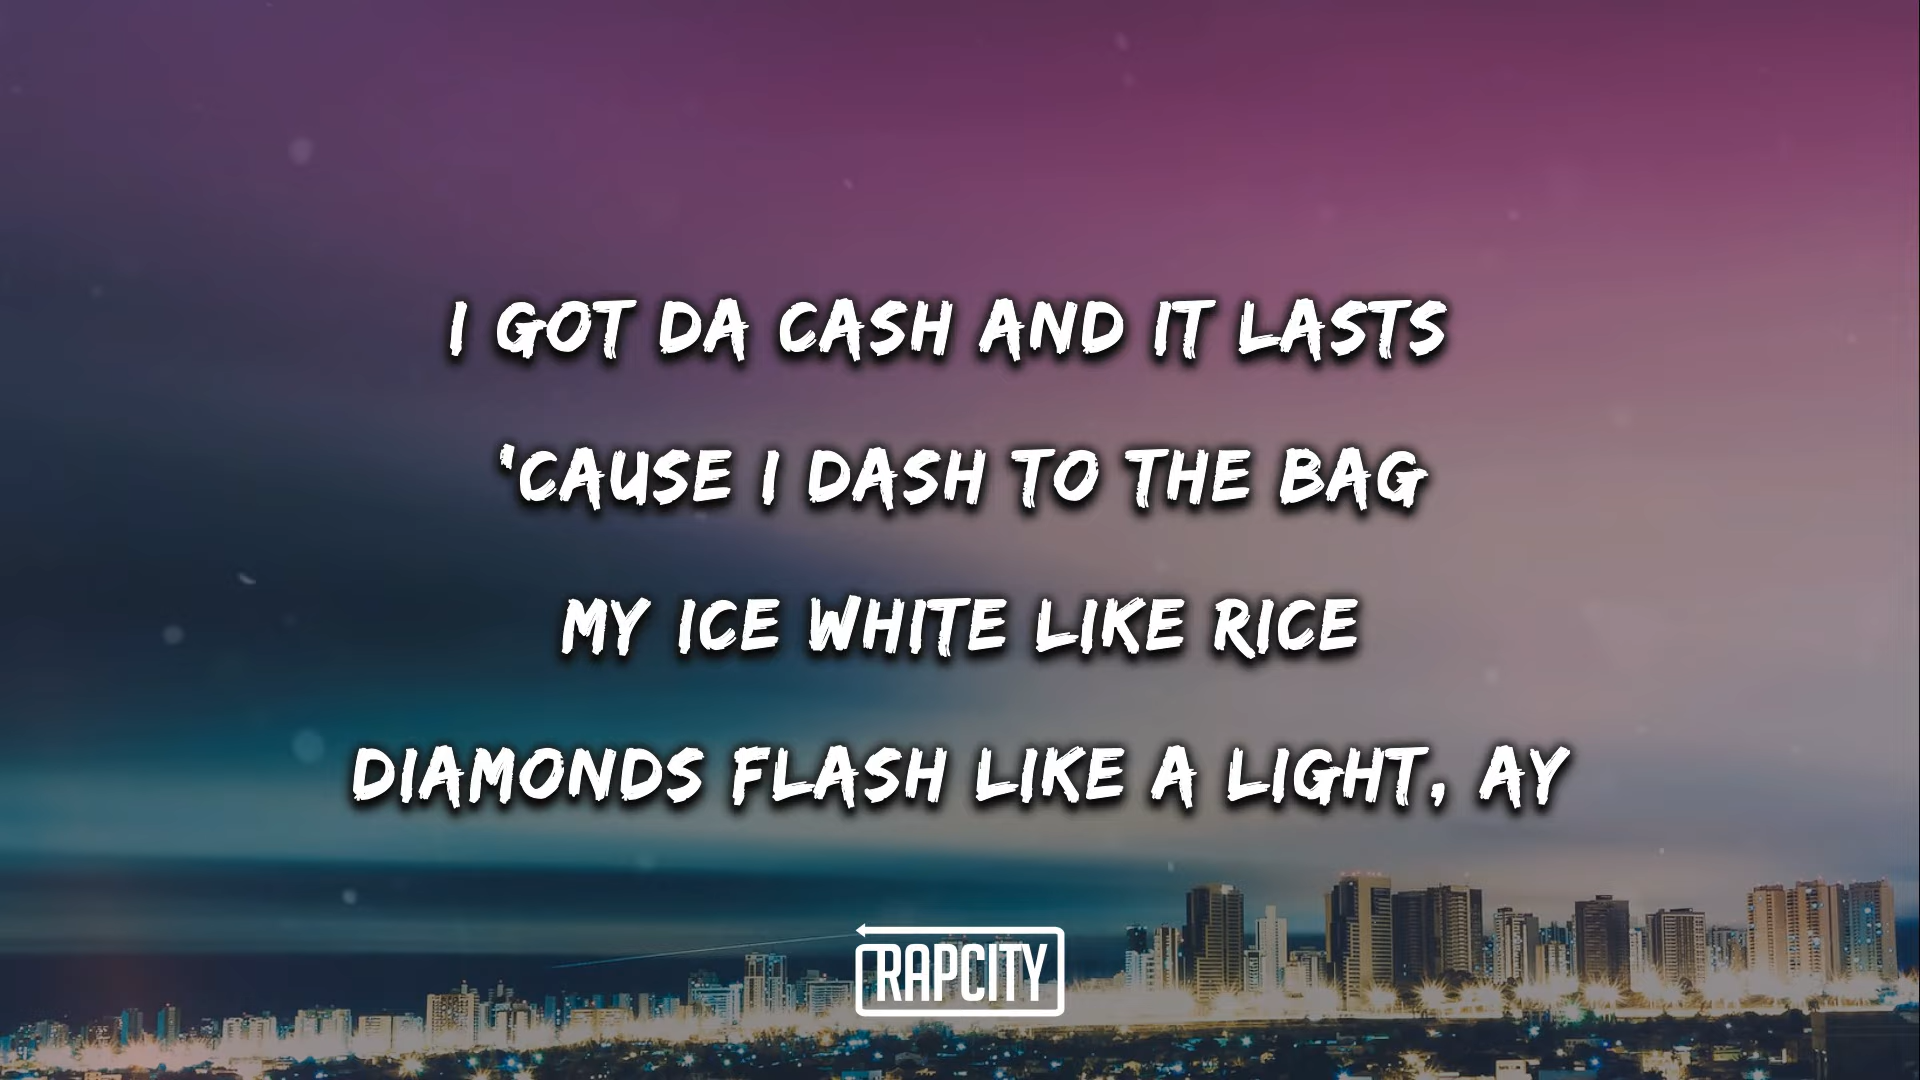 I GOT DA CASH AND IT LASTS
'CAUSE I DASH TO THE BAG
MY ICE WHITE LIKE RICE
DIAMONDS FLASH LIKE A LIGHT, AY
RAPCITY